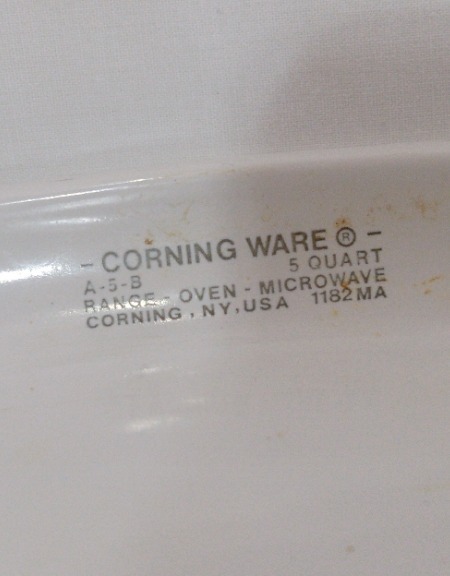 - CORNING WARE ® -
A-5-B 5 QUART
RANGE - OVEN - MICROWAVE
CORNING, NY, USA 1182MA